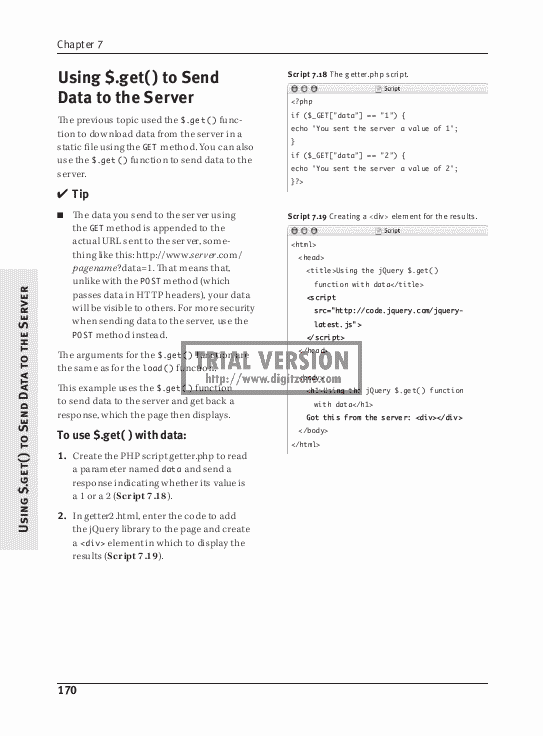 Chapter 7
Using $.get() to Send
Data to the Server
The previous topic used the $.get() func-
tion to download data from the server in a
static file using the GET method. You can also
use the $.get () function to send data to the
server.
✔ Tip
■ The data you send to the server using
the GET method is appended to the
actual URL sent to the server, some-
thing like this: http://www.server.com/
pagename?data=1. That means that,
unlike with the POST method (which
passes data in HTTP headers), your data
will be visible to others. For more security
when sending data to the server, use the
POST method instead.
The arguments for the $.get() function are
the same as for the load() function.
This example uses the $.get() function
to send data to the server and get back a
response, which the page then displays.
To use $.get( ) with data:
1. Create the PHP script getter.php to read
a parameter named data and send a
response indicating whether its value is
a 1 or a 2 (Script 7.18).
2. In getter2.html, enter the code to add
the jQuery library to the page and create
a <div> element in which to display the
results (Script 7.19).
Script 7.18 The getter.php script.
Script
<?php
if ($_GET["data"] == "1") {
echo 'You sent the server a value of 1';
}
if ($_GET["data"] == "2") {
echo 'You sent the server a value of 2';
}?>
Script 7.19 Creating a <div> element for the results.
Script
<html>
<head>
<title>Using the jQuery $.get()
function with data</title>
<script
src="http://code.jquery.com/jquery-
latest.js">
</script>
</head>
<body>
<h1>Using the jQuery $.get() function
with data</h1>
Got this from the server: <div></div>
</body>
</html>
TRIAL VERSION
http://www.digitzone.com
Using $.get() to Send Data to the Server
170